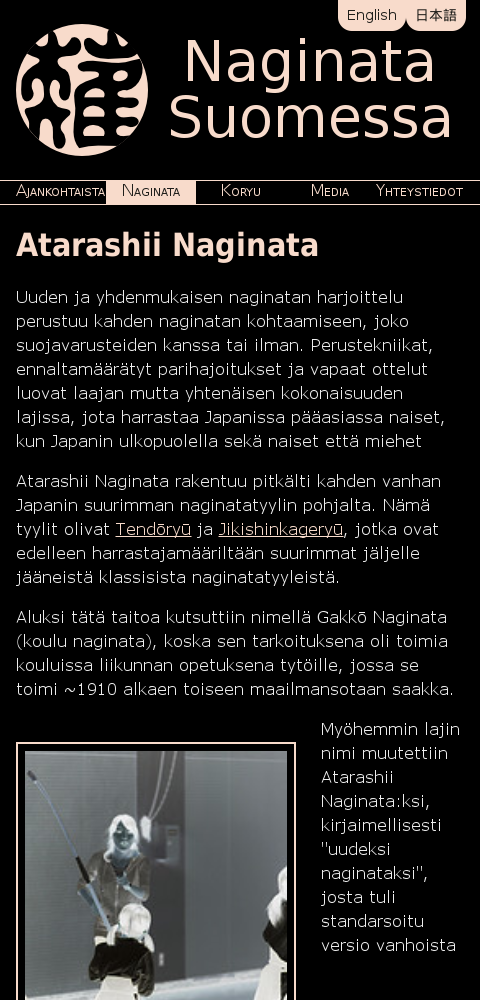 English 日本語
Naginata
Suomessa
Ajankohtaista Naginata Koryu Media Yhteystiedot
Atarashii Naginata
Uuden ja yhdenmukaisen naginatan harjoittelu
perustuu kahden naginatan kohtaamiseen, joko
suojavarusteiden kanssa tai ilman. Perustekniikat,
ennaltamäärätyt parihajoitukset ja vapaat ottelut
luovat laajan mutta yhtenäisen kokonaisuuden
lajissa, jota harrastaa Japanissa pääasiassa naiset,
kun Japanin ulkopuolella sekä naiset että miehet
Atarashii Naginata rakentuu pitkälti kahden vanhan
Japanin suurimman naginatatyylin pohjalta. Nämä
tyylit olivat Tendōryū ja Jikishinkageryū, jotka ovat
edelleen harrastajamääriltään suurimmat jäljelle
jääneistä klassisista naginatatyyleistä.
Aluksi tätä taitoa kutsuttiin nimellä Gakkō Naginata
(koulu naginata), koska sen tarkoituksena oli toimia
kouluissa liikunnan opetuksena tytöille, jossa se
toimi ~1910 alkaen toiseen maailmansotaan saakka.
Myöhemmin lajin
nimi muutettiin
Atarashii
Naginata:ksi,
kirjaimellisesti
"uudeksi
naginataksi",
josta tuli
standarsoitu
versio vanhoista